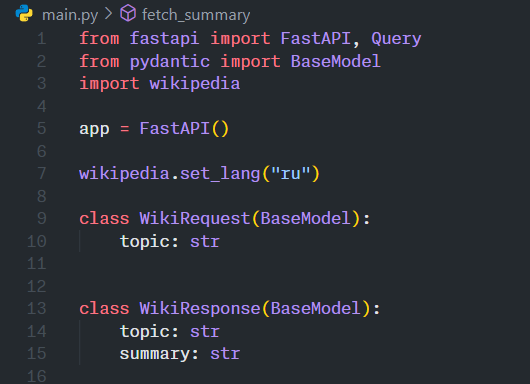 main.py > fetch_summary
1 from fastapi import FastAPI, Query
2 from pydantic import BaseModel
3 import wikipedia
4
5 app = FastAPI()
6
7 wikipedia.set_lang("ru")
8
9 class WikiRequest(BaseModel):
10     topic: str
11
12
13 class WikiResponse(BaseModel):
14     topic: str
15     summary: str
16